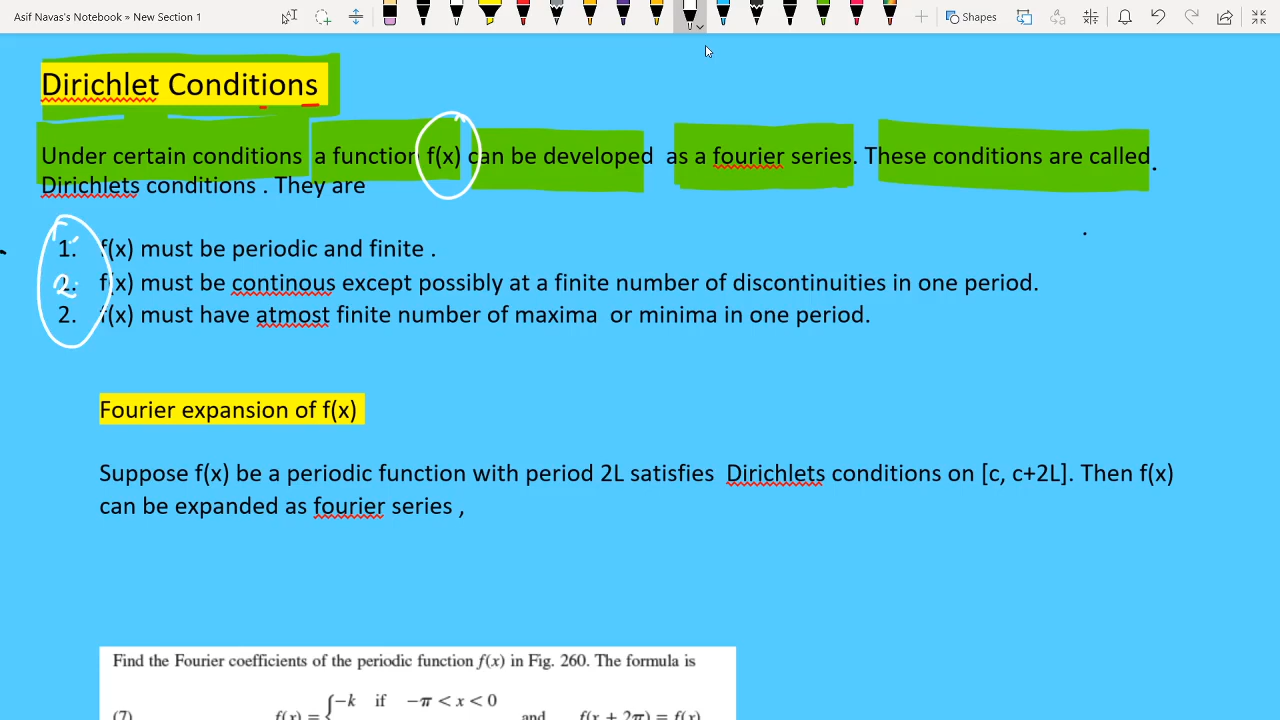 Asif Navas's Notebook » New Section 1
Shapes
Dirichlet Conditions
Under certain conditions a function f(x) can be developed as a fourier series. These conditions are called
Dirichlets conditions . They are
1. f(x) must be periodic and finite .
2. f(x) must be continous except possibly at a finite number of discontinuities in one period.
2. f(x) must have atmost finite number of maxima or minima in one period.
Fourier expansion of f(x)
Suppose f(x) be a periodic function with period 2L satisfies Dirichlets conditions on [c, c+2L]. Then f(x)
can be expanded as fourier series ,
Find the Fourier coefficients of the periodic function f(x) in Fig. 260. The formula is
-k if -π < x < 0
(7) f(x) = { and f(x + 2π) = f(x)